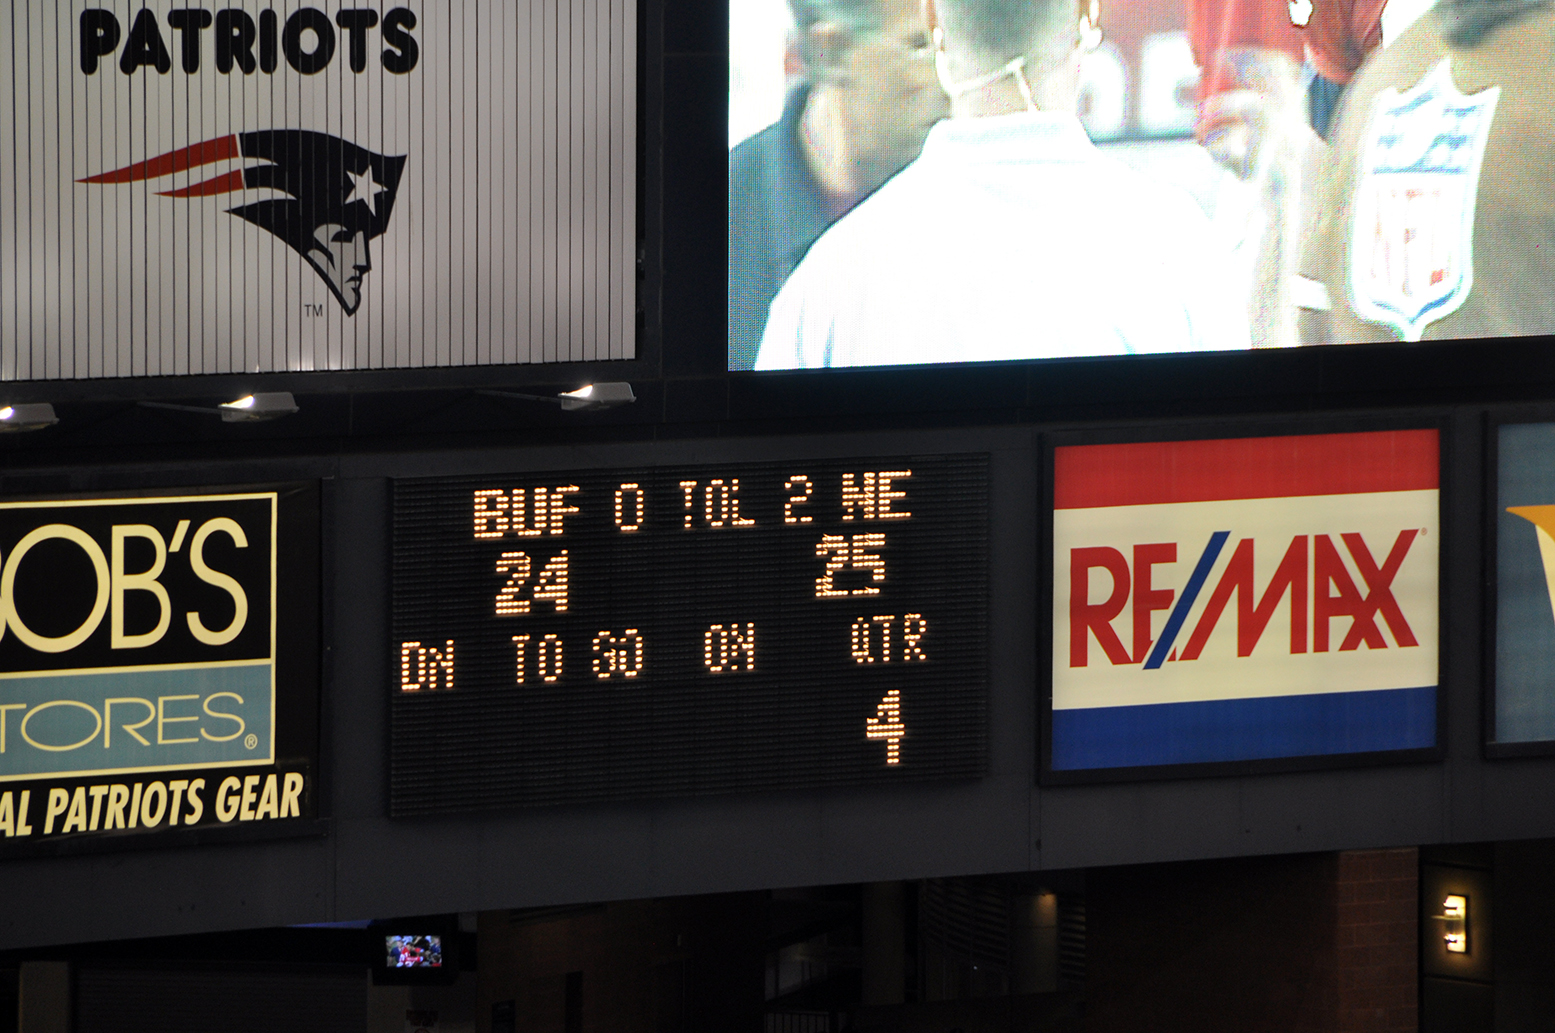 PATRIOTS
TM
OB'S
TORES®
AL PATRIOTS GEAR
BUF 0 TOL 2 NE
24 25
DN TO GO ON QTR
4
RE/MAX®